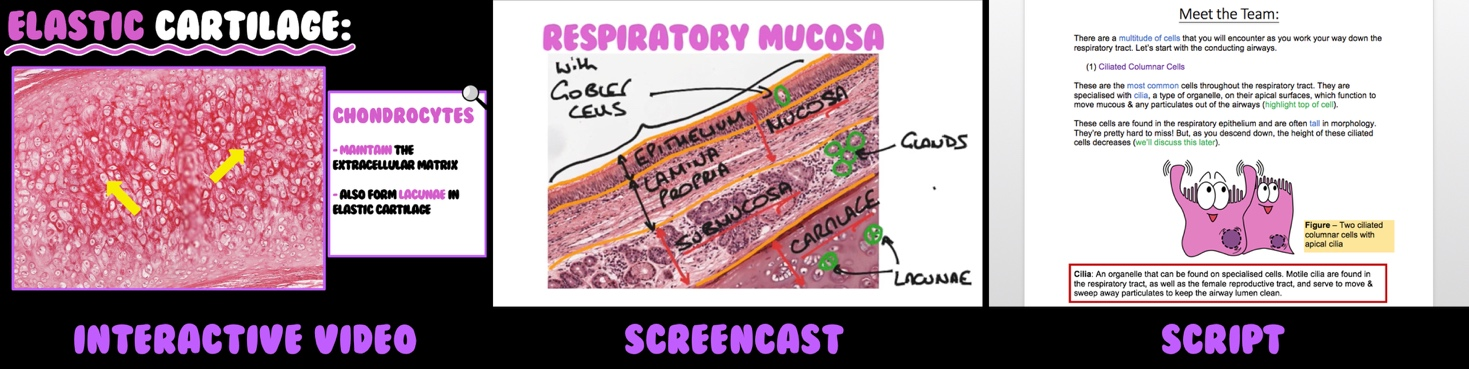 ELASTIC CARTILAGE:
CHONDROCYTES
- MAINTAIN THE
EXTRACELLULAR MATRIX
- ALSO FORM LACUNAE IN
ELASTIC CARTILAGE
INTERACTIVE VIDEO
RESPIRATORY MUCOSA
with
GOBLET
CELLS
EPITHELIUM
MUCOSA
LAMINA
PROPRIA
SUBMUCOSA
CARTILAGE
GLANDS
LACUNAE
SCREENCAST
Meet the Team:
There are a multitude of cells that you will encounter as you work your way down the
respiratory tract. Let's start with the conducting airways.
(1) Ciliated Columnar Cells
These are the most common cells throughout the respiratory tract. They are
specialised with cilia, a type of organelle, on their apical surfaces, which function to
move mucous & any particulates out of the airways (highlight top of cell).
These cells are found in the respiratory epithelium and are often tall in morphology.
They're pretty hard to miss! But, as you descend down, the height of these ciliated
cells decreases (we'll discuss this later).
Figure – Two ciliated
columnar cells with
apical cilia
Cilia: An organelle that can be found on specialised cells. Motile cilia are found in
the respiratory tract, as well as the female reproductive tract, and serve to move &
sweep away particulates to keep the airway lumen clean.
SCRIPT